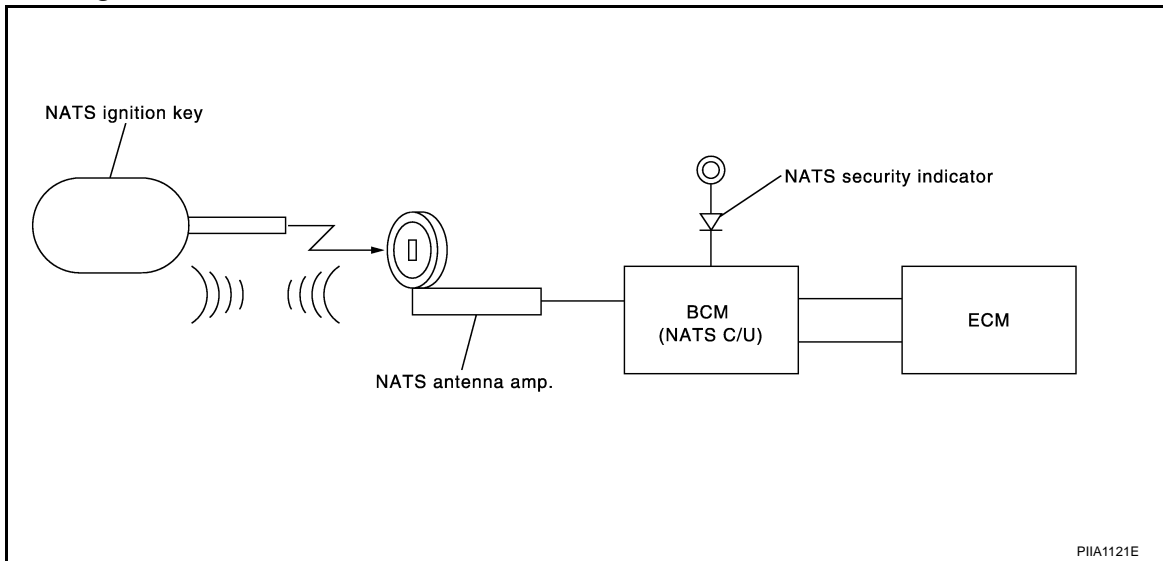 NATS ignition key
NATS security indicator
BCM
(NATS C/U)
ECM
NATS antenna amp.
PIIA1121E